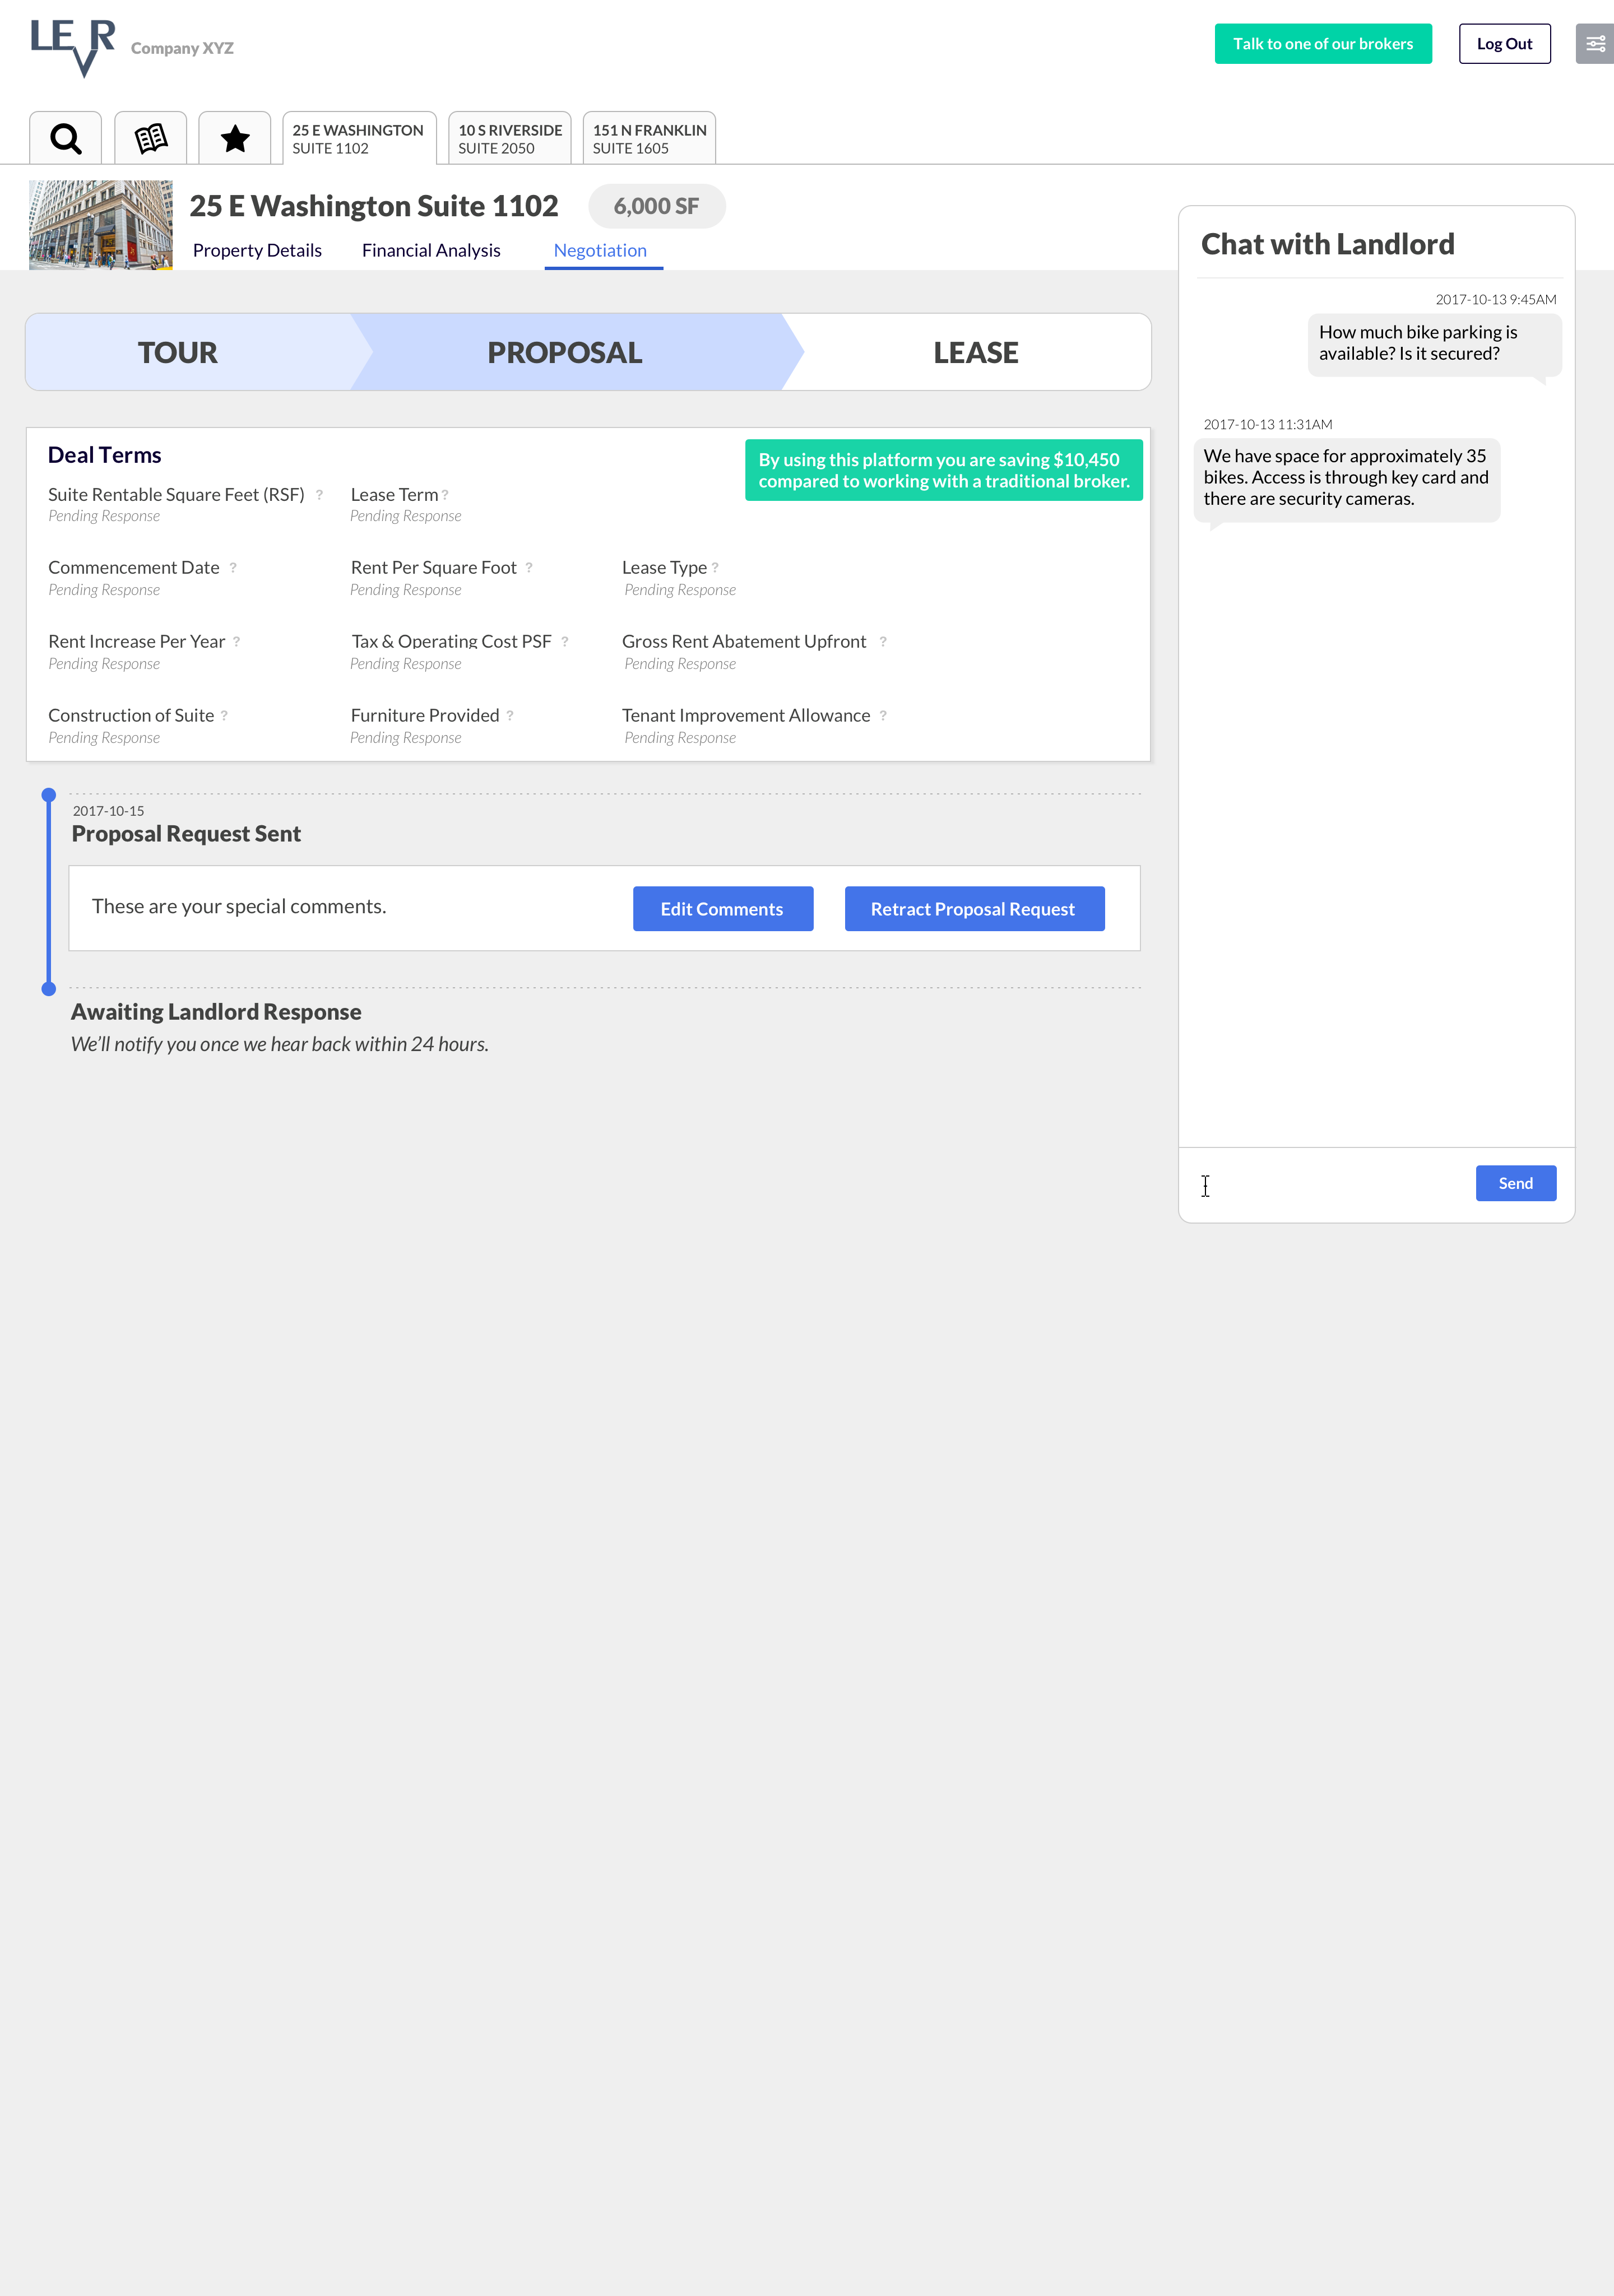 LEVR
Company XYZ
Talk to one of our brokers
Log Out
25 E WASHINGTON
SUITE 1102
10 S RIVERSIDE
SUITE 2050
151 N FRANKLIN
SUITE 1605
25 E Washington Suite 1102
6,000 SF
Property Details
Financial Analysis
Negotiation
TOUR
PROPOSAL
LEASE
Deal Terms
By using this platform you are saving $10,450
compared to working with a traditional broker.
Suite Rentable Square Feet (RSF) ?
Pending Response
Lease Term ?
Pending Response
Commencement Date ?
Pending Response
Rent Per Square Foot ?
Pending Response
Lease Type ?
Pending Response
Rent Increase Per Year ?
Pending Response
Tax & Operating Cost PSF ?
Pending Response
Gross Rent Abatement Upfront ?
Pending Response
Construction of Suite ?
Pending Response
Furniture Provided ?
Pending Response
Tenant Improvement Allowance ?
Pending Response
2017-10-15
Proposal Request Sent
These are your special comments.
Edit Comments
Retract Proposal Request
Awaiting Landlord Response
We'll notify you once we hear back within 24 hours.
Chat with Landlord
2017-10-13 9:45AM
How much bike parking is
available? Is it secured?
2017-10-13 11:31AM
We have space for approximately 35
bikes. Access is through key card and
there are security cameras.
Send